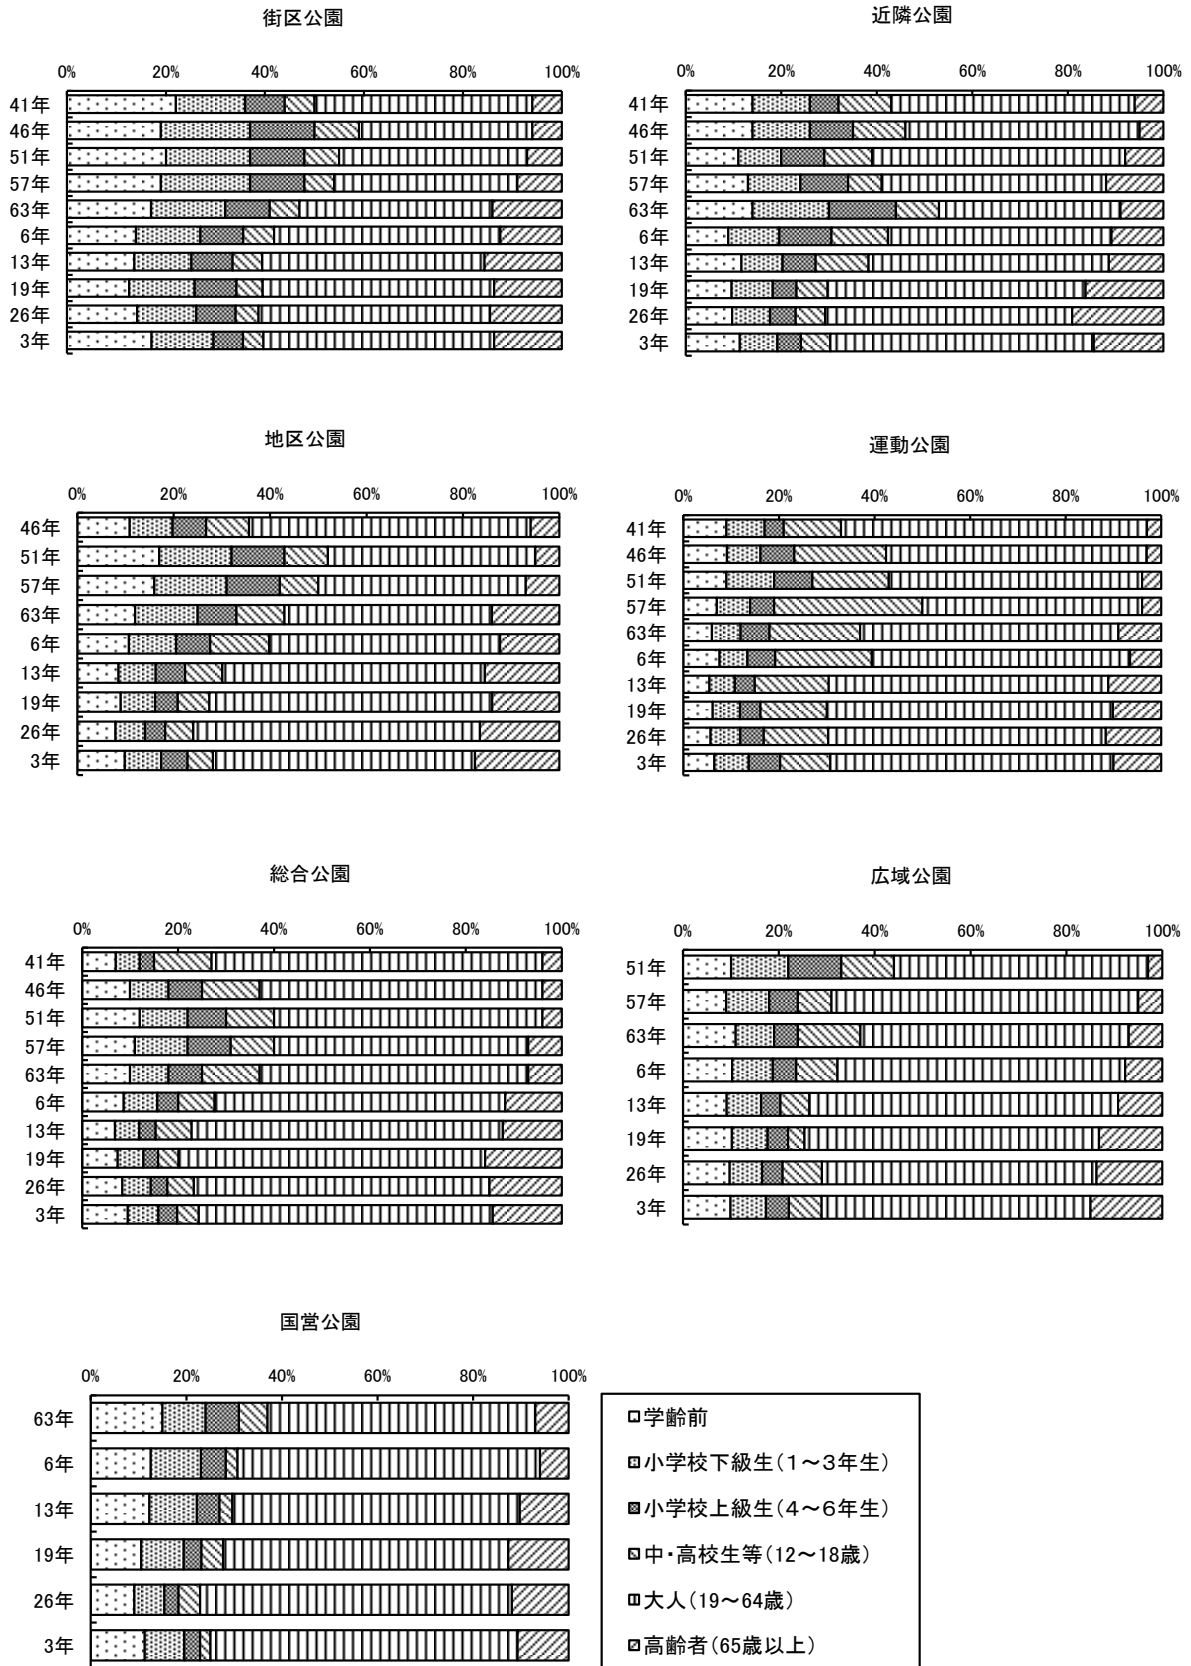 街区公園
0% 20% 40% 60% 80% 100%
41年
46年
51年
57年
63年
6年
13年
19年
26年
3年
近隣公園
0% 20% 40% 60% 80% 100%
41年
46年
51年
57年
63年
6年
13年
19年
26年
3年
地区公園
0% 20% 40% 60% 80% 100%
46年
51年
57年
63年
6年
13年
19年
26年
3年
運動公園
0% 20% 40% 60% 80% 100%
41年
46年
51年
57年
63年
6年
13年
19年
26年
3年
総合公園
0% 20% 40% 60% 80% 100%
41年
46年
51年
57年
63年
6年
13年
19年
26年
3年
広域公園
0% 20% 40% 60% 80% 100%
51年
57年
63年
6年
13年
19年
26年
3年
国営公園
0% 20% 40% 60% 80% 100%
63年
6年
13年
19年
26年
3年
学齢前
小学校下級生(1～3年生)
小学校上級生(4～6年生)
中・高校生等(12～18歳)
大人(19～64歳)
高齢者(65歳以上)